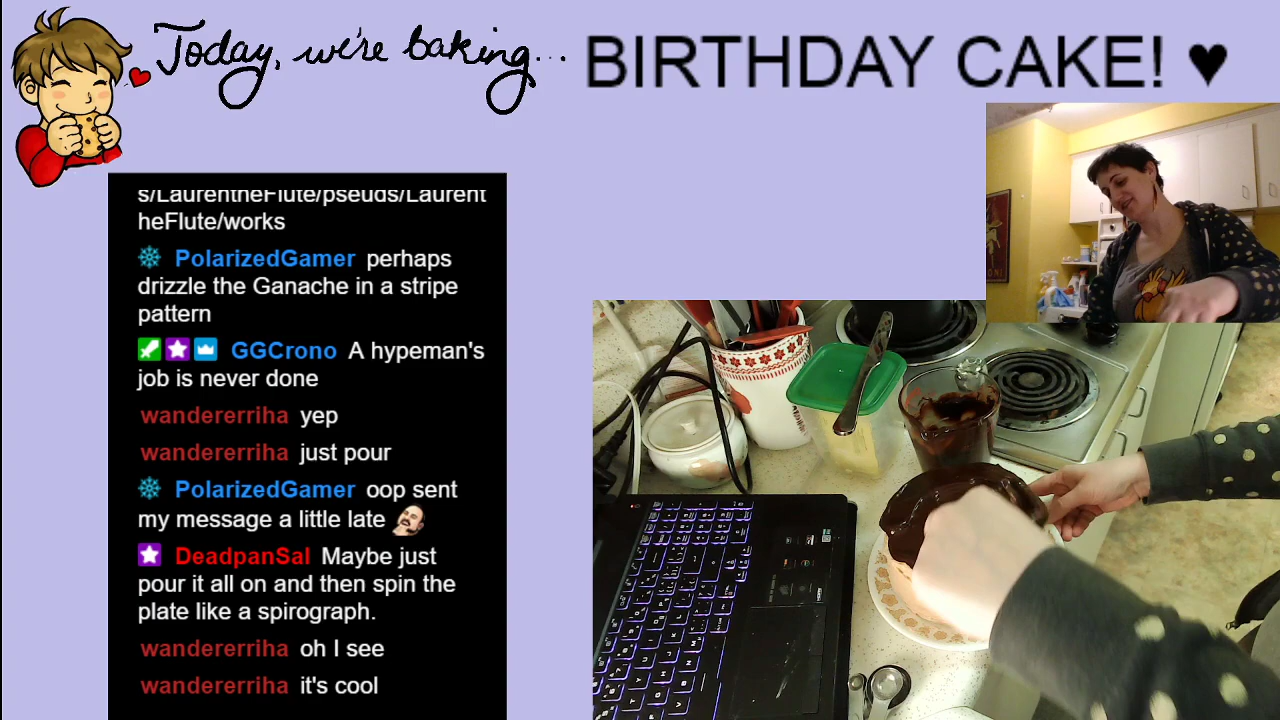 Today, we're baking... BIRTHDAY CAKE! ♥
s/LaurentheFlute/pseuds/Laurent
heFlute/works
PolarizedGamer perhaps
drizzle the Ganache in a stripe
pattern
GGCrono A hypeman's
job is never done
wandererriha yep
wandererriha just pour
PolarizedGamer oop sent
my message a little late
DeadpanSal Maybe just
pour it all on and then spin the
plate like a spirograph.
wandererriha oh I see
wandererriha it's cool